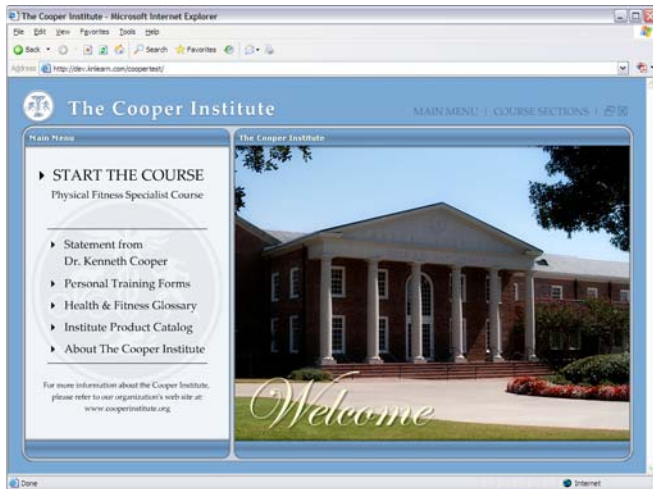 The Cooper Institute - Microsoft Internet Explorer
File Edit View Favorites Tools Help
Back Search Favorites
Address http://dev.knlearn.com/coopertest/
The Cooper Institute
MAIN MENU | COURSE SECTIONS |
Main Menu
The Cooper Institute
START THE COURSE
Physical Fitness Specialist Course
Statement from
Dr. Kenneth Cooper
Personal Training Forms
Health & Fitness Glossary
Institute Product Catalog
About The Cooper Institute
For more information about the Cooper Institute,
please refer to our organization's web site at:
www.cooperinstitute.org
Welcome
Done
Internet